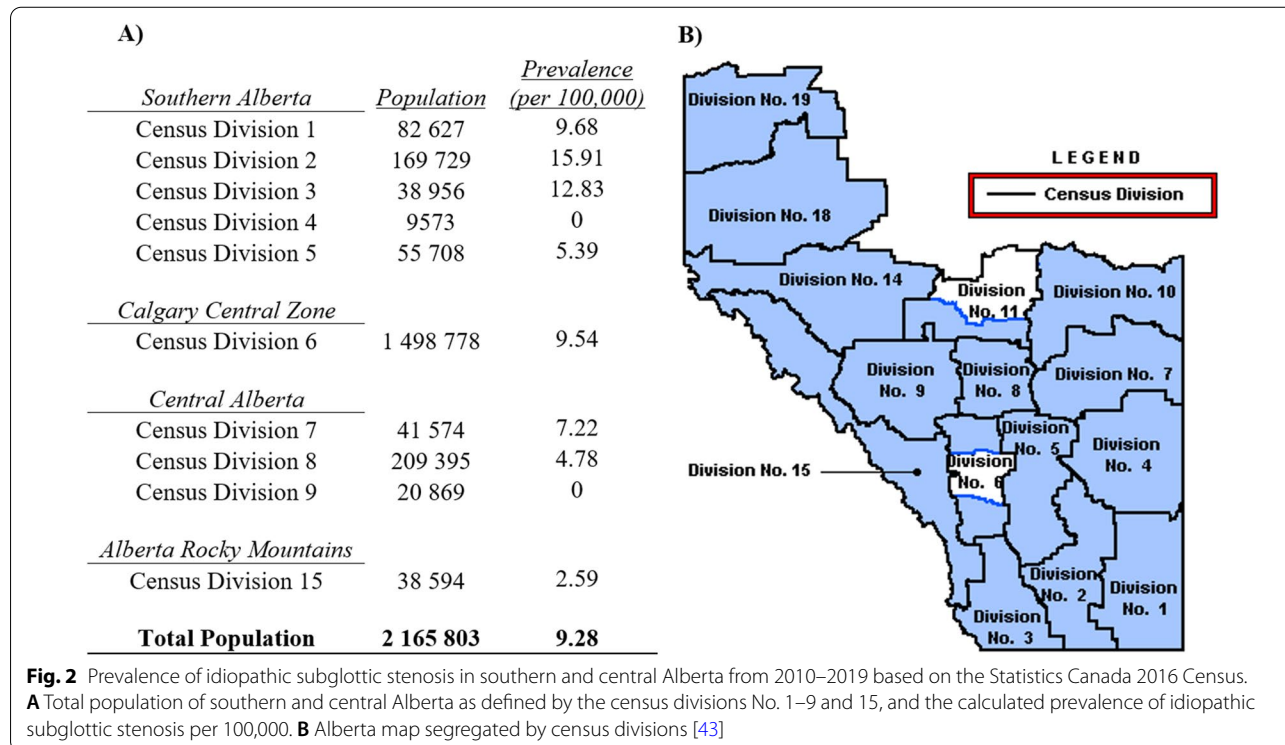 A)
Prevalence
Southern Alberta Population (per 100,000)
Census Division 1 82 627 9.68
Census Division 2 169 729 15.91
Census Division 3 38 956 12.83
Census Division 4 9573 0
Census Division 5 55 708 5.39
Calgary Central Zone
Census Division 6 1 498 778 9.54
Central Alberta
Census Division 7 41 574 7.22
Census Division 8 209 395 4.78
Census Division 9 20 869 0
Alberta Rocky Mountains
Census Division 15 38 594 2.59
Total Population 2 165 803 9.28
B)
Division No. 19
LEGEND
Census Division
Division No. 18
Division No. 14
Division
No. 11
Division No. 10
Division
No. 9
Division
No. 8
Division No. 7
Division
No. 5
Division
No. 4
Division No. 15
Division
No. 6
Division
No. 2
Division
No. 1
Division
No. 3
Fig. 2 Prevalence of idiopathic subglottic stenosis in southern and central Alberta from 2010–2019 based on the Statistics Canada 2016 Census.
A Total population of southern and central Alberta as defined by the census divisions No. 1–9 and 15, and the calculated prevalence of idiopathic
subglottic stenosis per 100,000. B Alberta map segregated by census divisions [43]